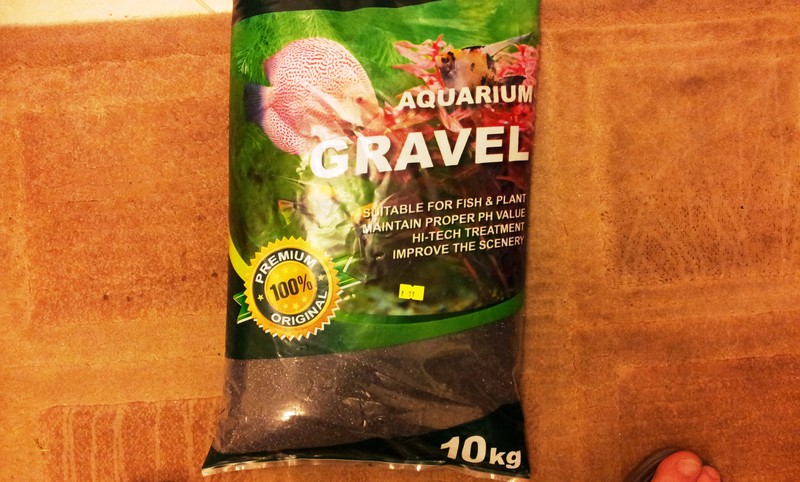 AQUARIUM
GRAVEL
SUITABLE FOR FISH & PLANT
MAINTAIN PROPER PH VALUE
HI-TECH TREATMENT
IMPROVE THE SCENERY
PREMIUM
100%
ORIGINAL
10kg